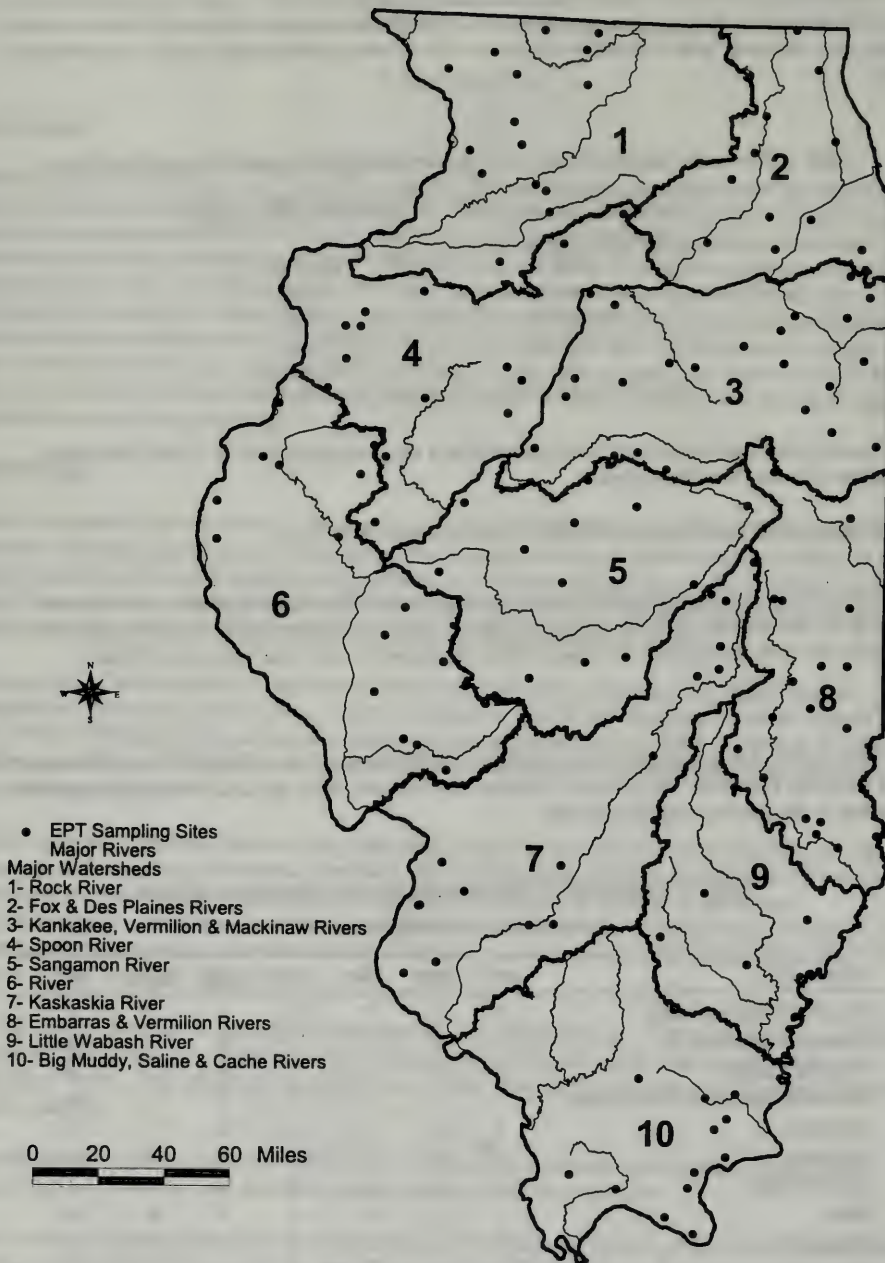 1
2
3
4
5
6
7
8
9
10
N
W E
S
EPT Sampling Sites
Major Rivers
Major Watersheds
1- Rock River
2- Fox & Des Plaines Rivers
3- Kankakee, Vermilion & Mackinaw Rivers
4- Spoon River
5- Sangamon River
6- River
7- Kaskaskia River
8- Embarras & Vermilion Rivers
9- Little Wabash River
10- Big Muddy, Saline & Cache Rivers
0 20 40 60 Miles